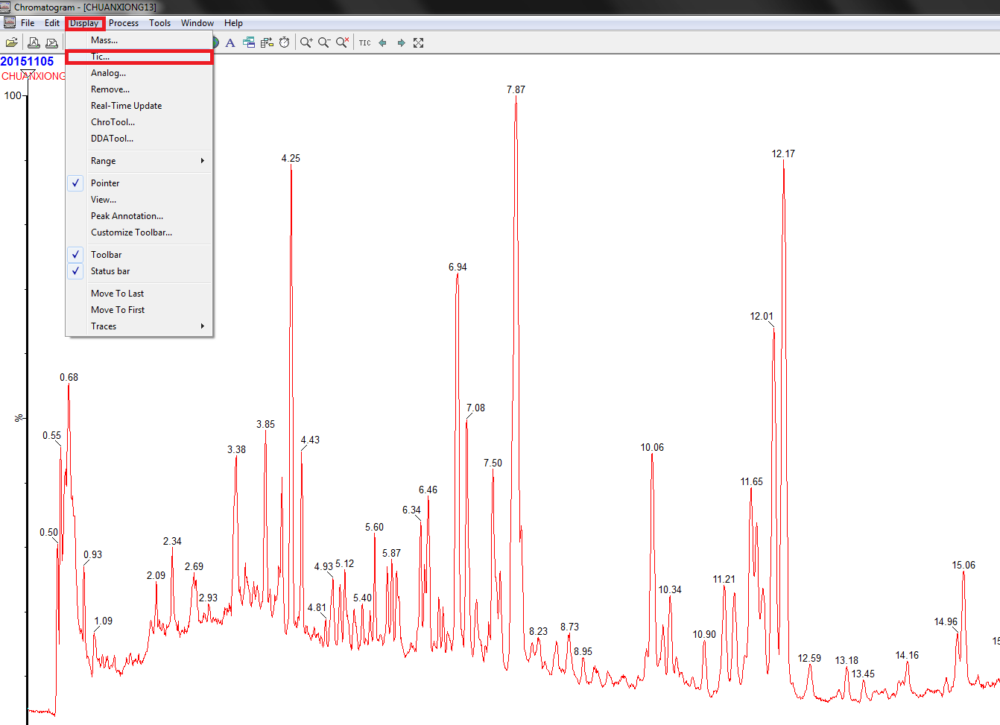 Chromatogram - [CHUANXIONG13]
File Edit Display Process Tools Window Help
A TIC
Mass...
Tic...
Analog...
Remove...
Real-Time Update
ChroTool...
DDATool...
Range
Pointer
View...
Peak Annotation...
Customize Toolbar...
Toolbar
Status bar
Move To Last
Move To First
Traces
20151105
CHUANXIONG
100
%
7.87
12.17
4.25
6.94
12.01
0.68
7.08
3.85
0.55
4.43
3.38
10.06
7.50
11.65
6.46
6.34
5.60
0.50
2.34
0.93
5.87
5.12
4.93
2.69
15.06
2.09
11.21
10.34
2.93
5.40
4.81
1.09
14.96
8.73
8.23
10.90
15
8.95
14.16
12.59
13.18
13.45